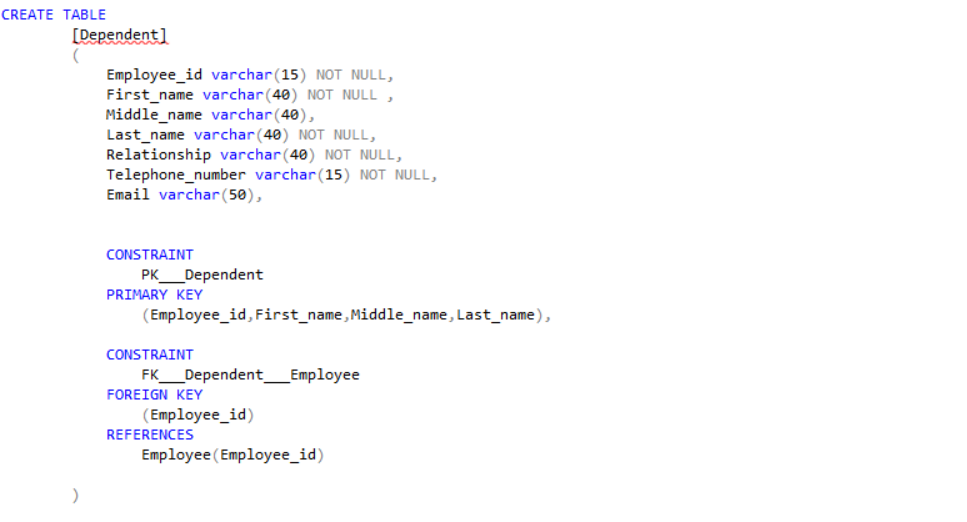 CREATE TABLE
[Dependent]
(
Employee_id varchar(15) NOT NULL,
First_name varchar(40) NOT NULL ,
Middle_name varchar(40),
Last_name varchar(40) NOT NULL,
Relationship varchar(40) NOT NULL,
Telephone_number varchar(15) NOT NULL,
Email varchar(50),
CONSTRAINT
PK___Dependent
PRIMARY KEY
(Employee_id,First_name,Middle_name,Last_name),
CONSTRAINT
FK___Dependent___Employee
FOREIGN KEY
(Employee_id)
REFERENCES
Employee(Employee_id)
)